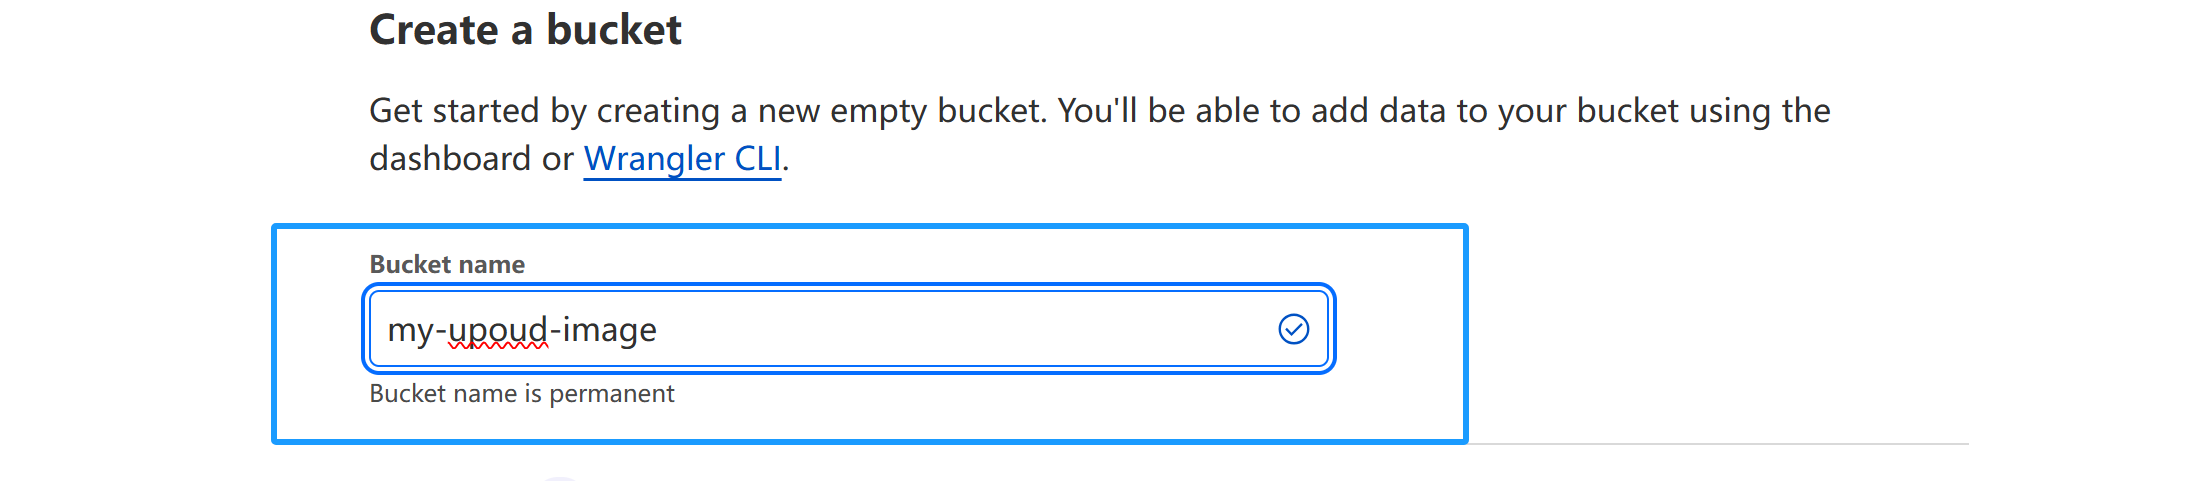 Create a bucket
Get started by creating a new empty bucket. You'll be able to add data to your bucket using the
dashboard or Wrangler CLI.
Bucket name
my-upoud-image
Bucket name is permanent